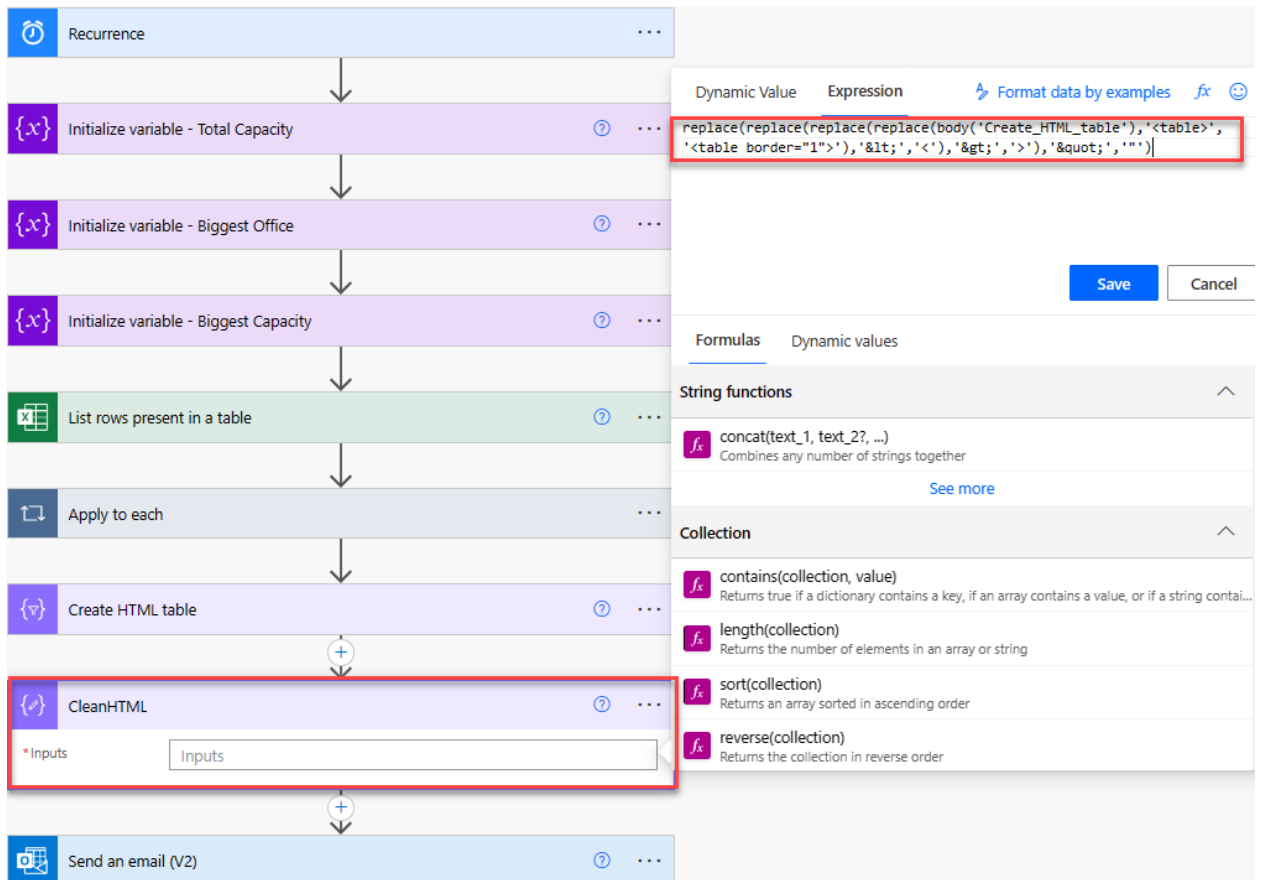 Recurrence
Dynamic Value Expression Format data by examples fx
replace(replace(replace(replace(body('Create_HTML_table'),'<table>',
'<table border="1">'),'&lt;','<'),'&gt;','>'),'&quot;','"')
{x} Initialize variable - Total Capacity ?
{x} Initialize variable - Biggest Office ?
Save Cancel
{x} Initialize variable - Biggest Capacity ?
Formulas Dynamic values
String functions
List rows present in a table ?
fx concat(text_1, text_2?, ...)
Combines any number of strings together
See more
Apply to each
Collection
fx contains(collection, value)
Returns true if a dictionary contains a key, if an array contains a value, or if a string contai...
Create HTML table ?
fx length(collection)
Returns the number of elements in an array or string
fx sort(collection)
Returns an array sorted in ascending order
CleanHTML ?
fx reverse(collection)
Returns the collection in reverse order
*Inputs Inputs
Send an email (V2) ?